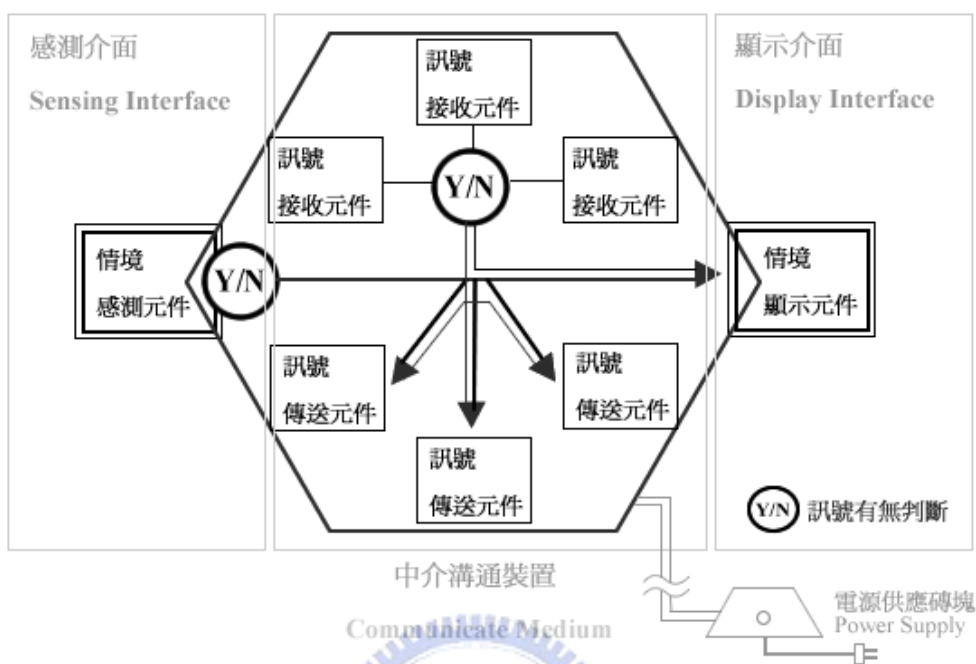 感測介面
Sensing Interface
顯示介面
Display Interface
訊號
接收元件
訊號
接收元件
Y/N
訊號
接收元件
情境
感測元件
Y/N
情境
顯示元件
訊號
傳送元件
訊號
傳送元件
訊號
傳送元件
Y/N 訊號有無判斷
中介溝通裝置
Communicate Medium
電源供應磚塊
Power Supply